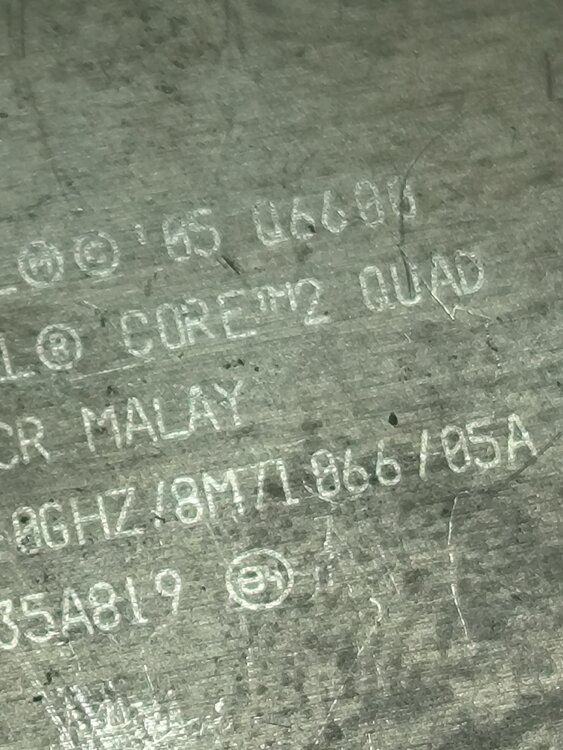 L Ⓜ © '05 Q6600
L® CORE™2 QUAD
CR MALAY
0GHZ/8M/1066/05A
35A819 ⓔ4